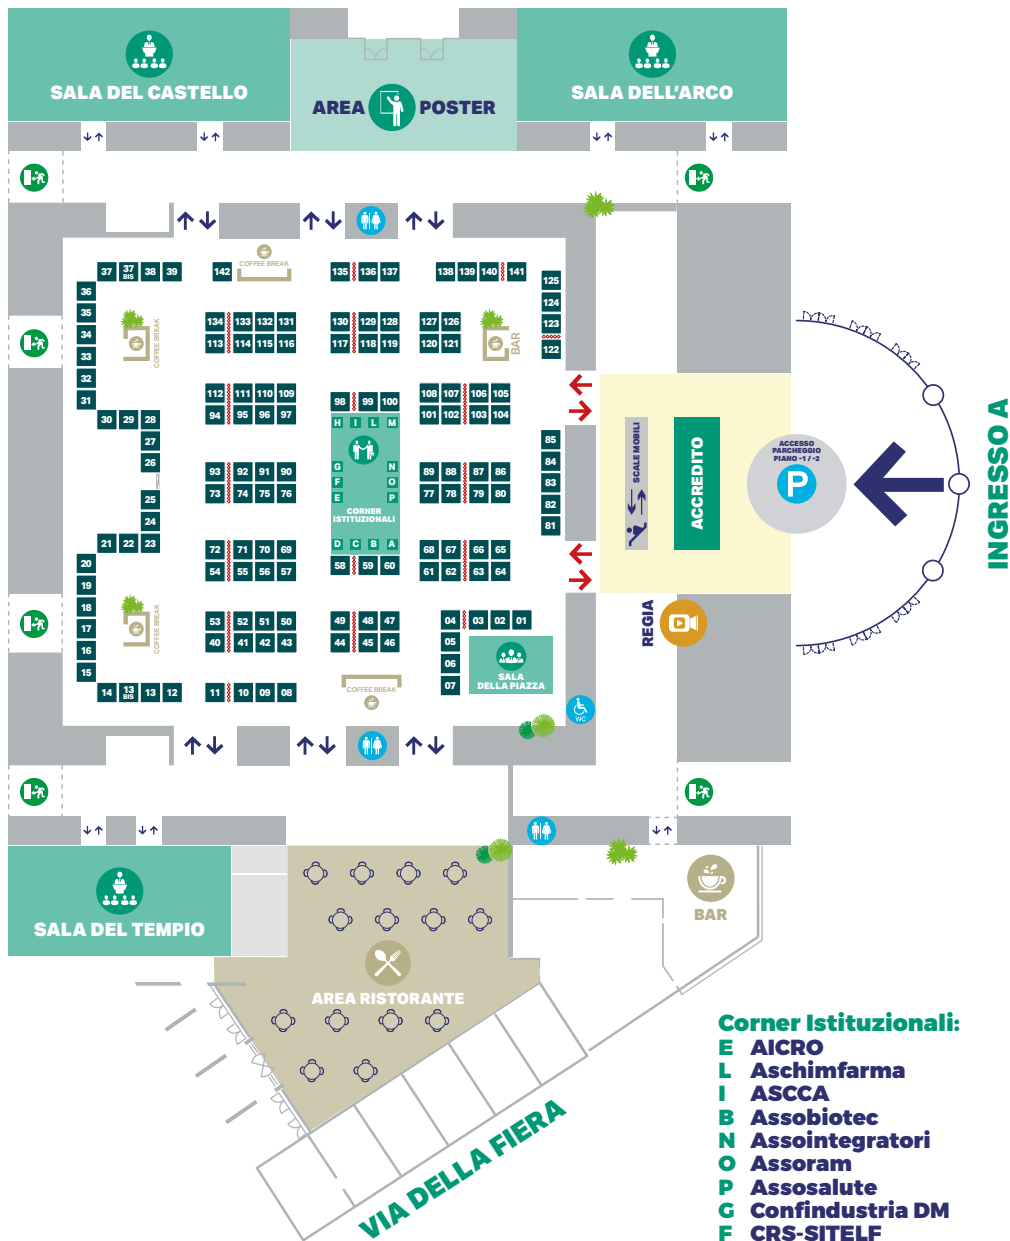 SALA DEL CASTELLO
AREA POSTER
SALA DELL'ARCO
37 37 BIS 38 39
142
COFFEE BREAK
135 136 137
138 139 140 141
36
35
34
33
32
31
COFFEE BREAK
134 133 132 131
113 114 115 116
130 129 128
117 118 119
127 126
120 121
BAR
125
124
123
122
30 29 28
27
26
25
24
21 22 23
112 111 110 109
94 95 96 97
98 99 100
108 107 106 105
101 102 103 104
H I L M
G N
F O
E P
CORNER
ISTITUZIONALI
D C B A
58 59 60
93 92 91 90
73 74 75 76
89 88 87 86
77 78 79 80
85
84
83
82
81
72 71 70 69
54 55 56 57
68 67 66 65
61 62 63 64
SCALE MOBILI
ACCREDITO
ACCESSO
PARCHEGGIO
PIANO -1 / -2
P
INGRESSO A
20
19
18
17
16
15
COFFEE BREAK
53 52 51 50
40 41 42 43
49 48 47
44 45 46
04 03 02 01
05
06
07
SALA
DELLA PIAZZA
REGIA
14 13 BIS 13 12
11 10 09 08
COFFEE BREAK
WC
SALA DEL TEMPIO
AREA RISTORANTE
BAR
VIA DELLA FIERA
Corner Istituzionali:
E AICRO
L Aschimfarma
I ASCCA
B Assobiotec
N Assointegratori
O Assoram
P Assosalute
G Confindustria DM
F CRS-SITELF